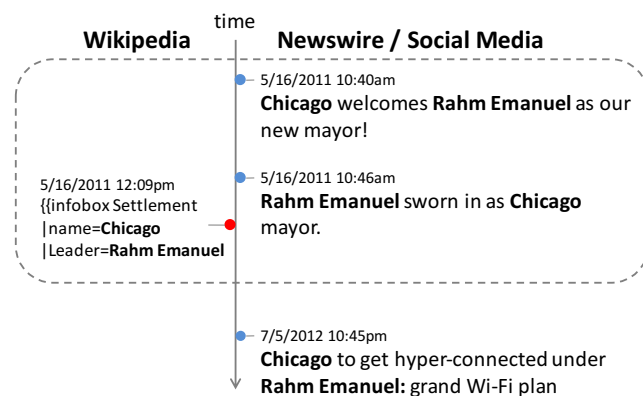 time
Wikipedia
Newswire / Social Media
5/16/2011 10:40am
Chicago welcomes Rahm Emanuel as our
new mayor!
5/16/2011 10:46am
Rahm Emanuel sworn in as Chicago
mayor.
5/16/2011 12:09pm
{{infobox Settlement
|name=Chicago
|Leader=Rahm Emanuel
7/5/2012 10:45pm
Chicago to get hyper-connected under
Rahm Emanuel: grand Wi-Fi plan